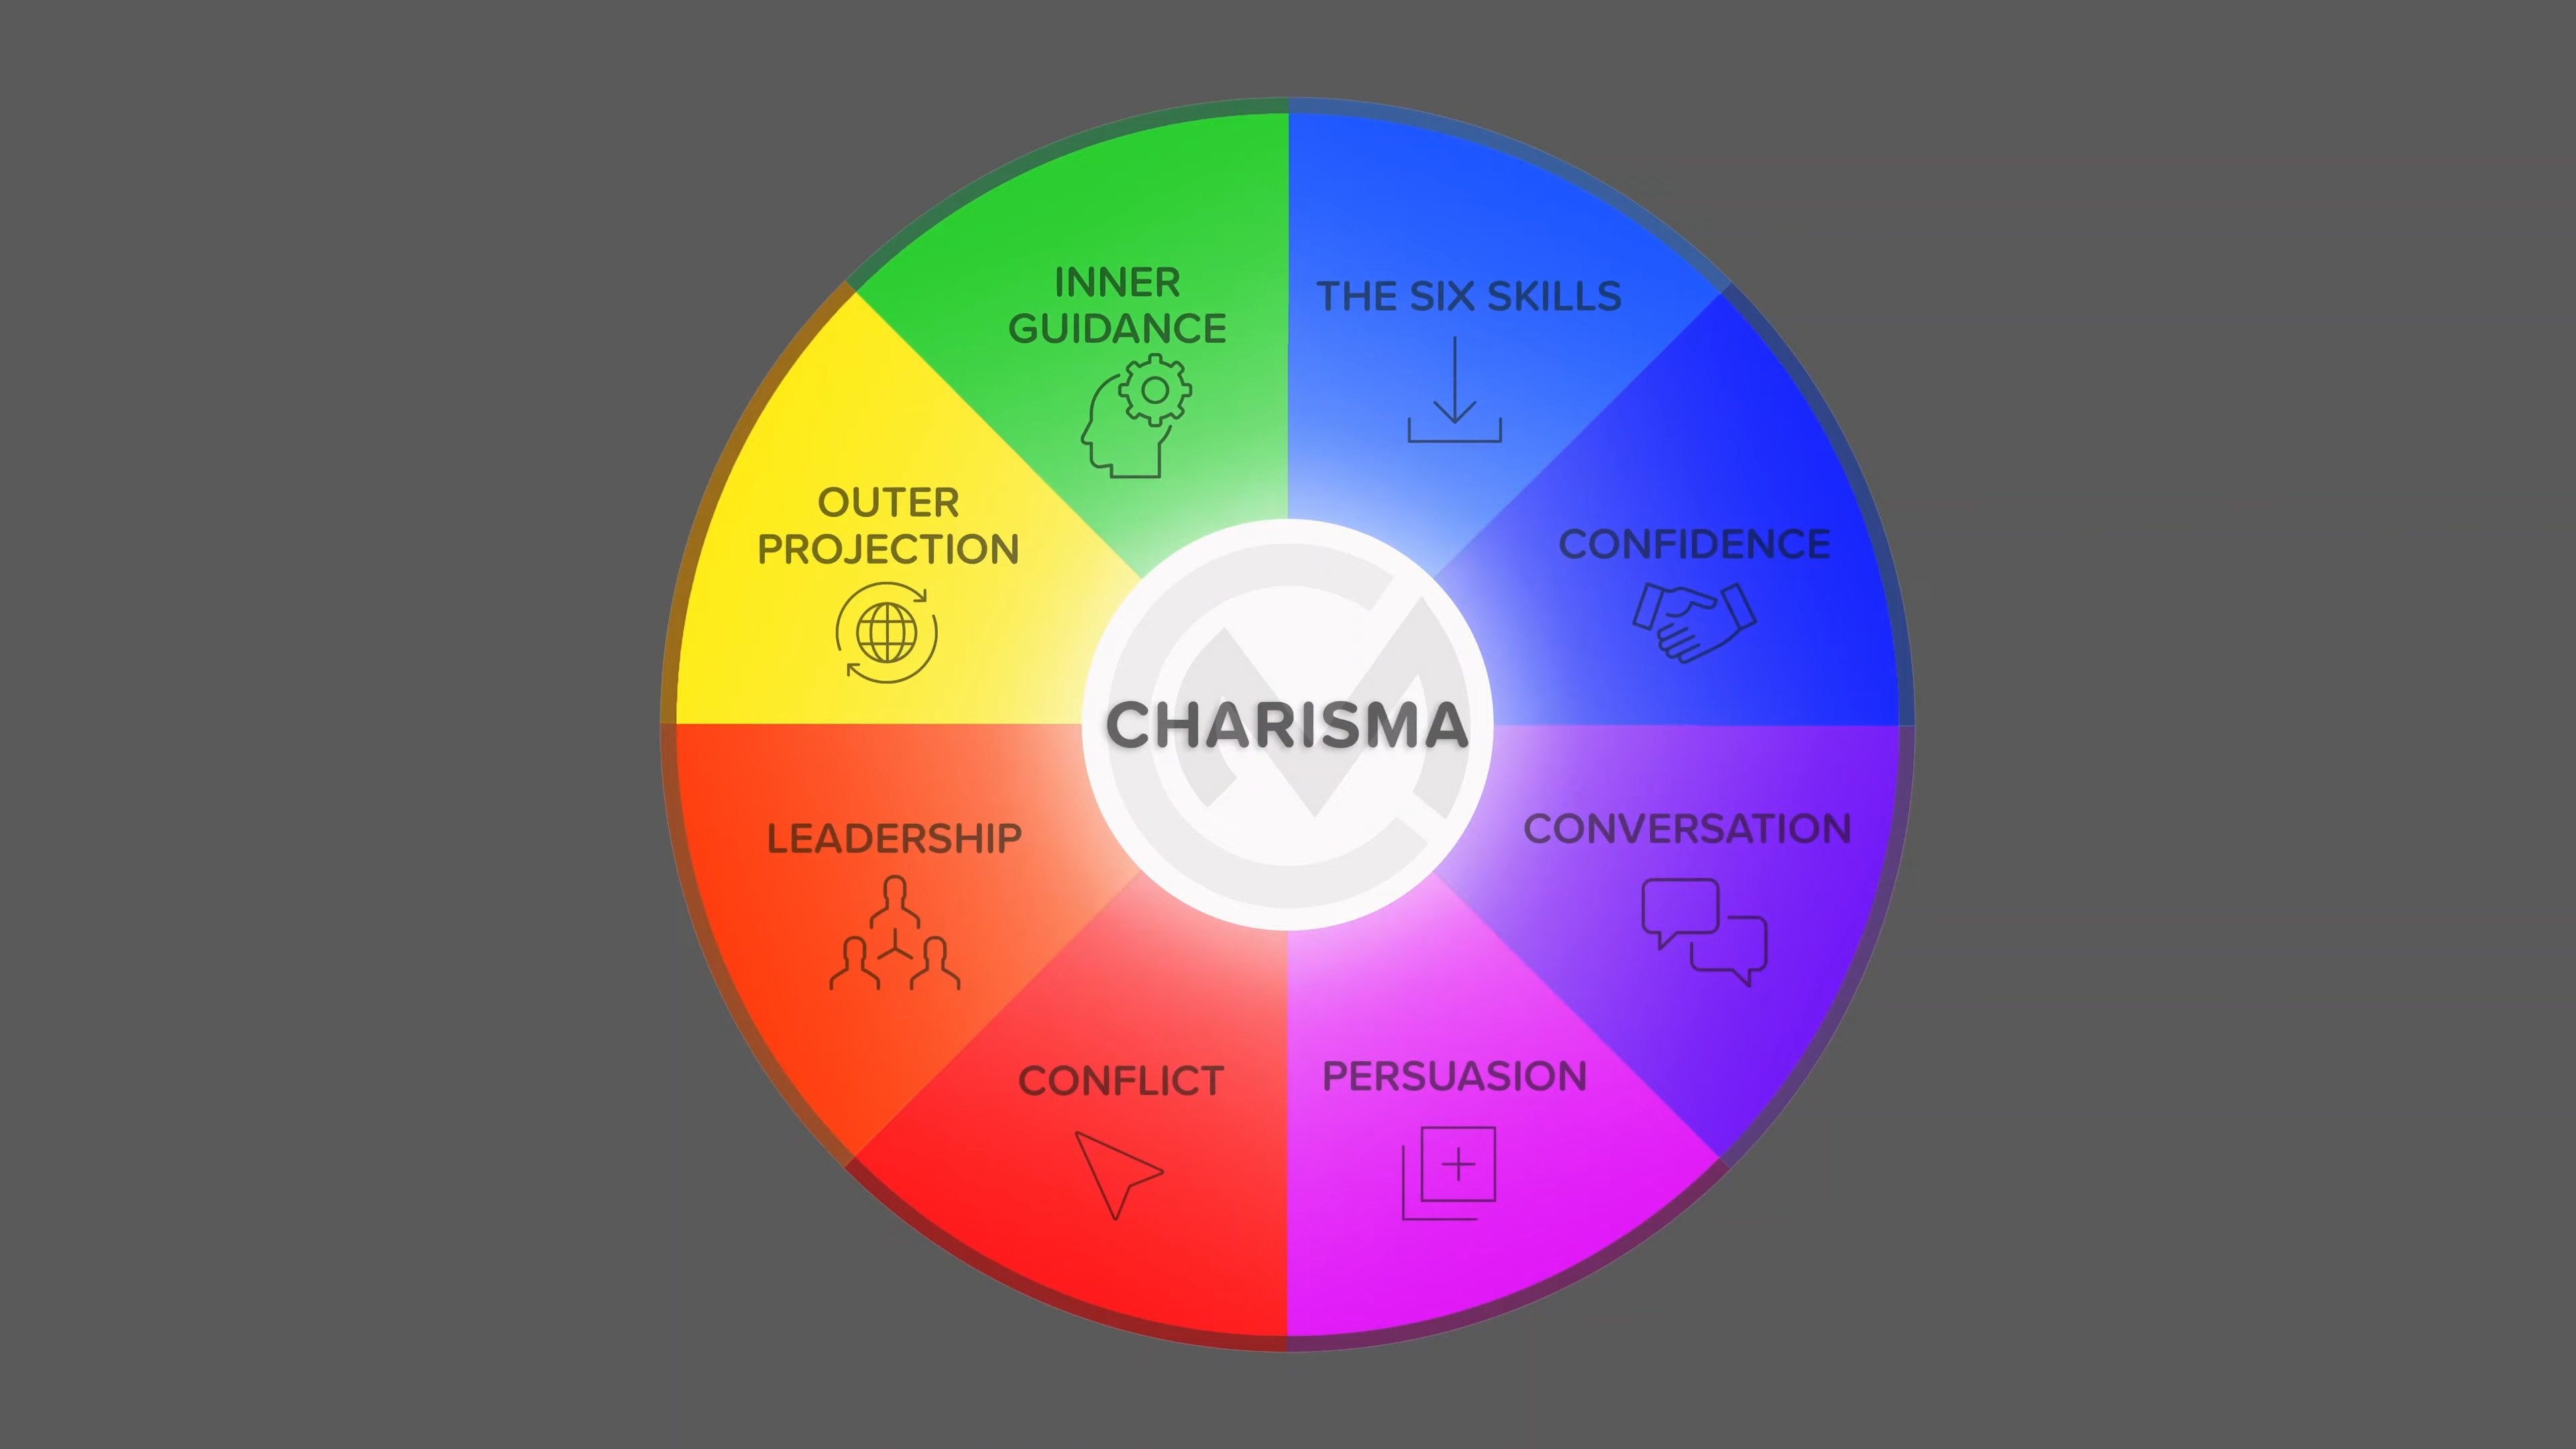 INNER
GUIDANCE
THE SIX SKILLS
OUTER
PROJECTION
CONFIDENCE
CHARISMA
LEADERSHIP
CONVERSATION
CONFLICT
PERSUASION